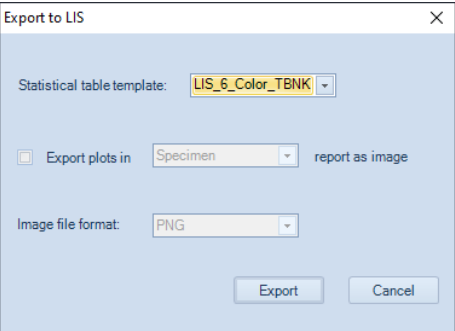 Export to LIS
Statistical table template: LIS_6_Color_TBNK
Export plots in Specimen report as image
Image file format: PNG
Export Cancel